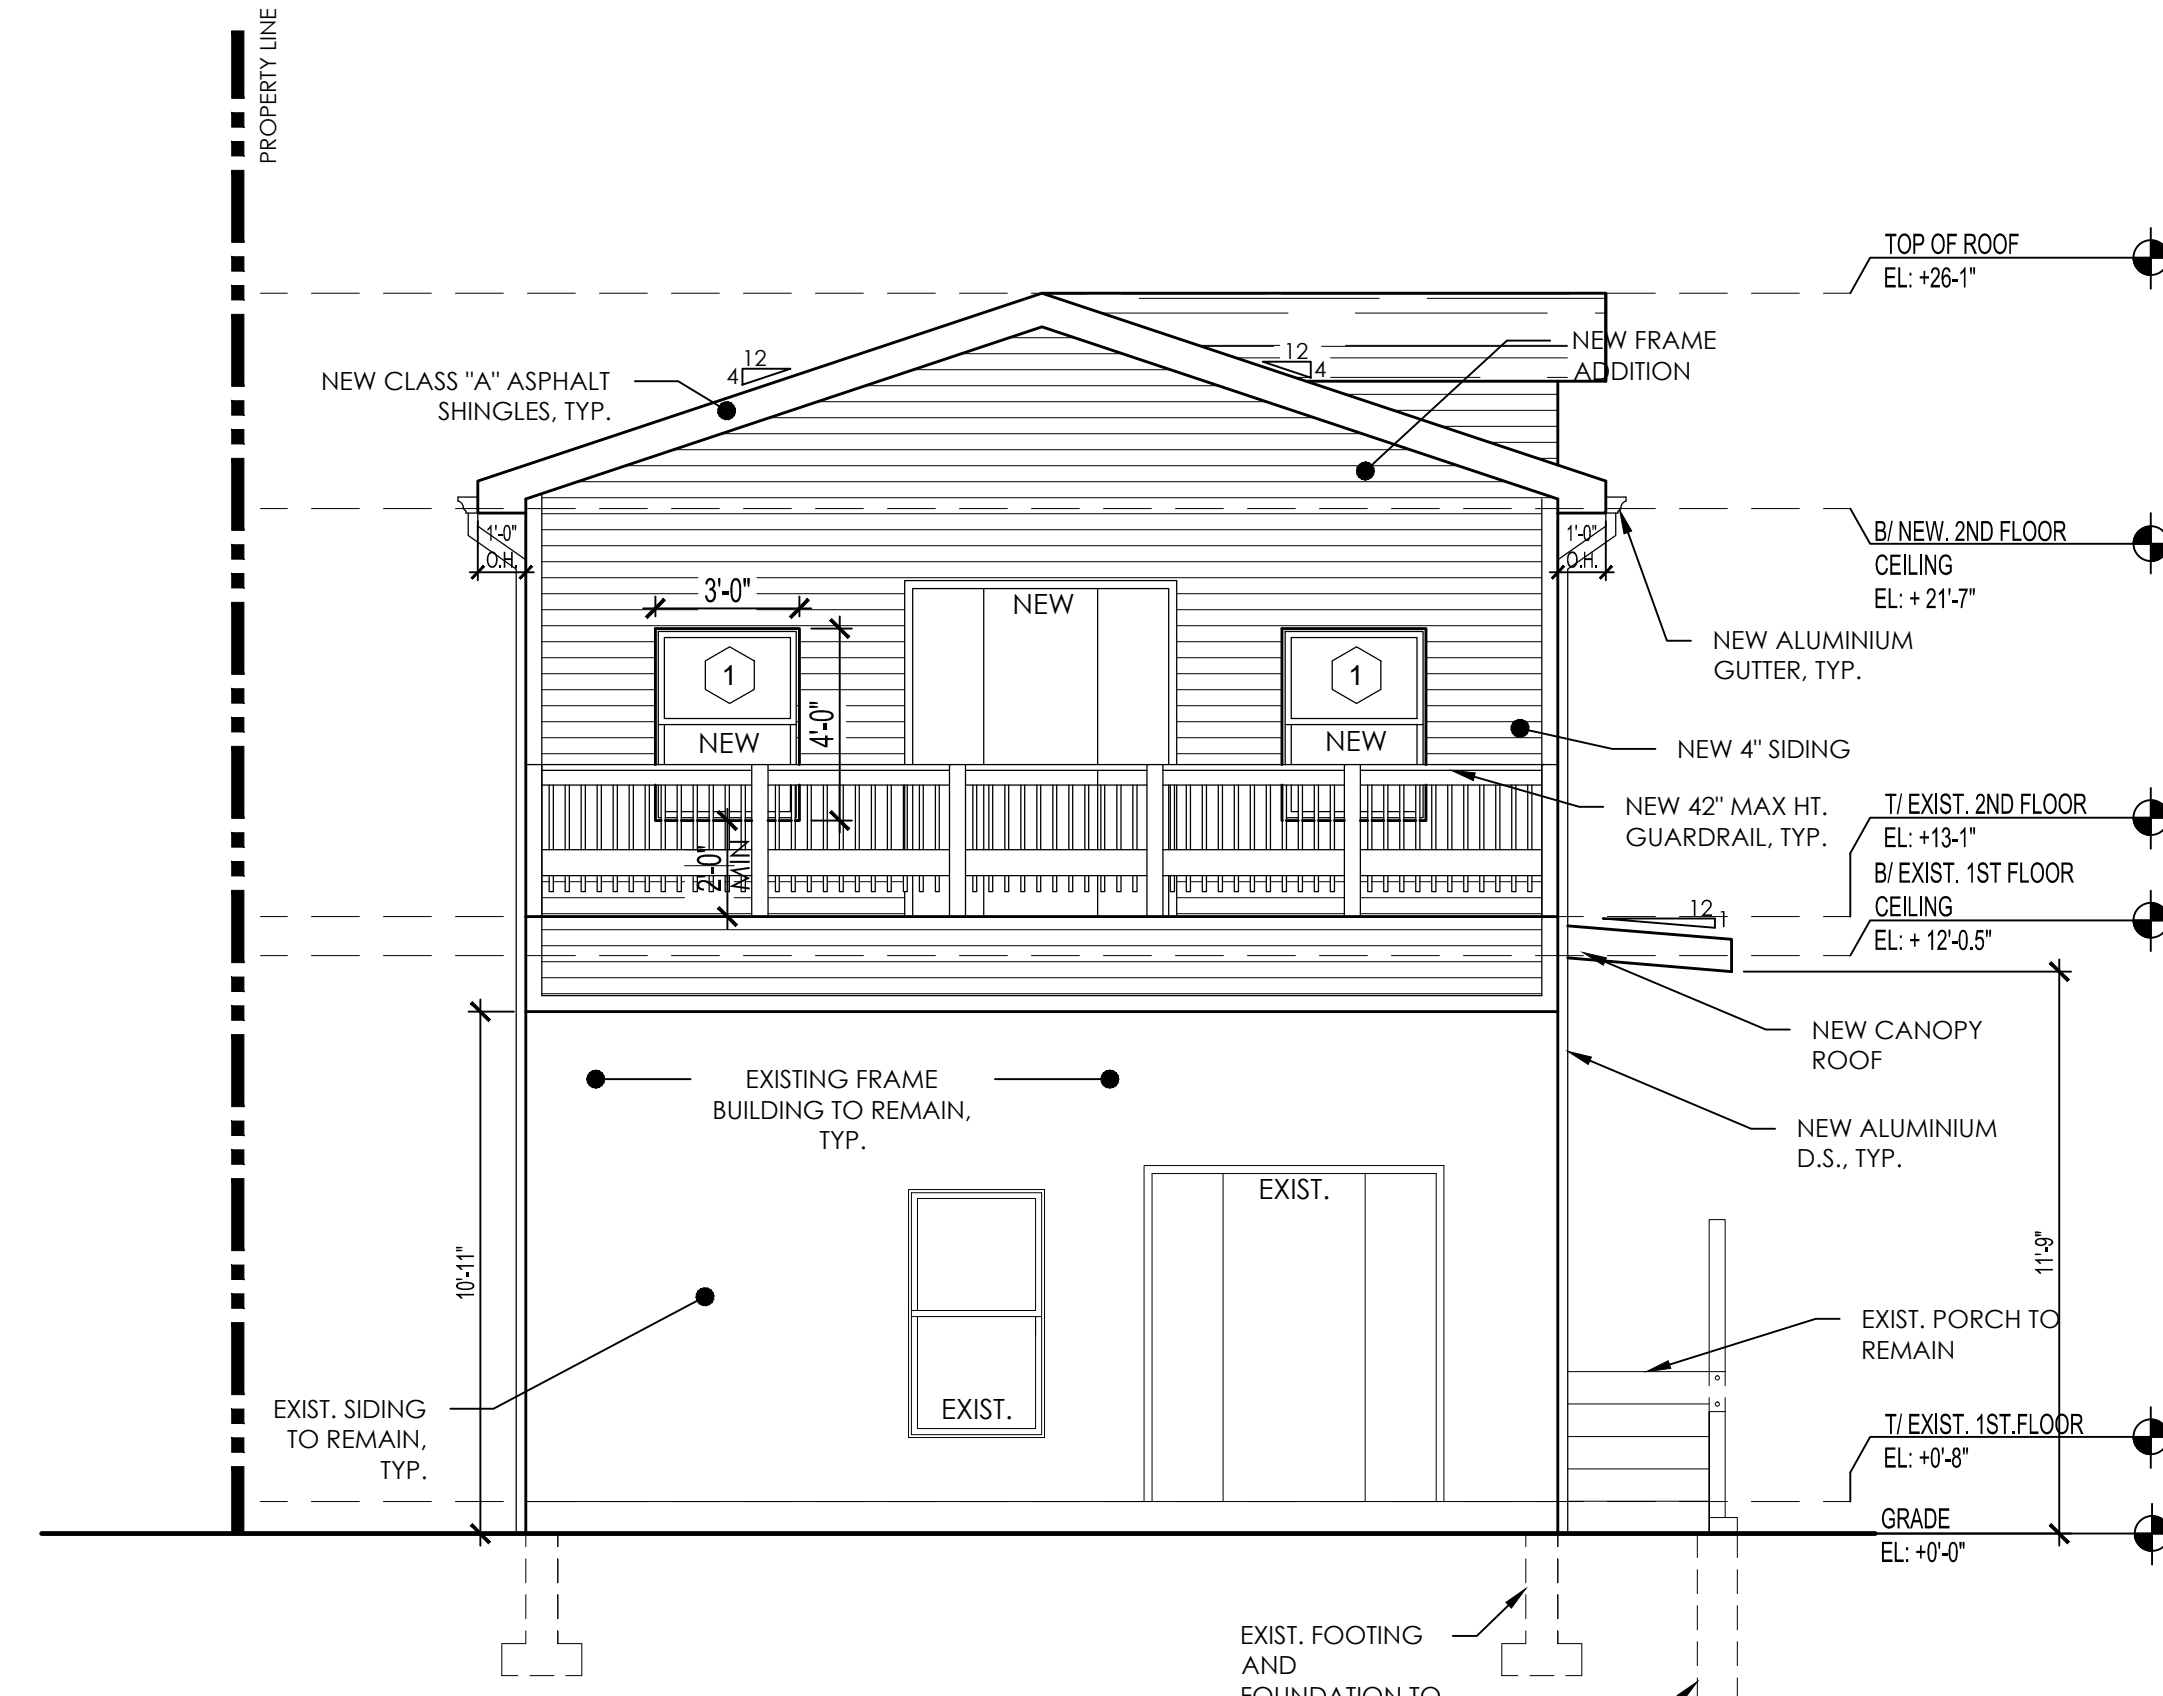 PROPERTY LINE
TOP OF ROOF
EL: +26-1"
12
4
12
4
NEW FRAME
ADDITION
NEW CLASS "A" ASPHALT
SHINGLES, TYP.
1'-0"
O.H.
1'-0"
O.H.
B/ NEW. 2ND FLOOR
CEILING
EL: + 21'-7"
3'-0"
NEW
NEW ALUMINIUM
GUTTER, TYP.
1
1
4'-0"
NEW
NEW
NEW 4" SIDING
NEW 42" MAX HT.
GUARDRAIL, TYP.
T/ EXIST. 2ND FLOOR
EL: +13-1"
2'-0"
MIN
B/ EXIST. 1ST FLOOR
CEILING
EL: + 12'-0.5"
12
1
NEW CANOPY
ROOF
EXISTING FRAME
BUILDING TO REMAIN,
TYP.
NEW ALUMINIUM
D.S., TYP.
EXIST.
10'-11"
11'-9"
EXIST. PORCH TO
REMAIN
EXIST. SIDING
TO REMAIN,
TYP.
EXIST.
T/ EXIST. 1ST.FLOOR
EL: +0'-8"
GRADE
EL: +0'-0"
EXIST. FOOTING
AND
FOUNDATION TO